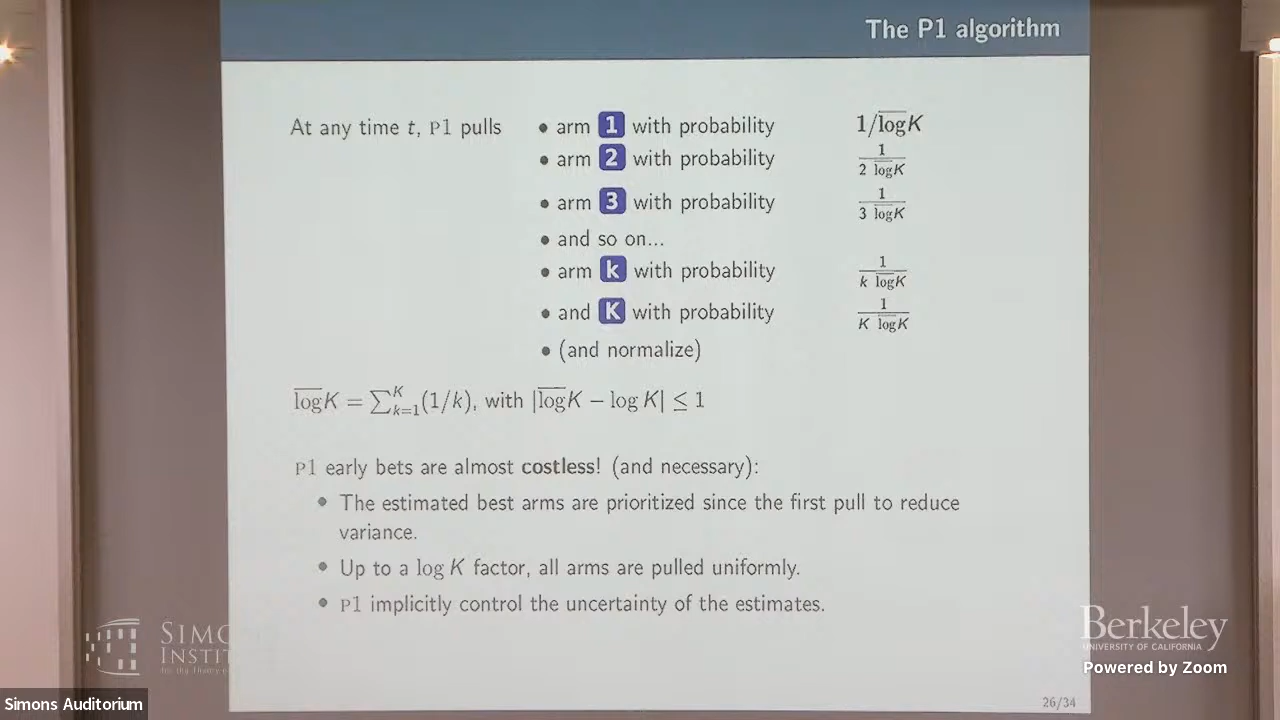 The P1 algorithm
At any time t, P1 pulls
• arm 1 with probability 1/\overline{log}K
• arm 2 with probability \frac{1}{2 \overline{log}K}
• arm 3 with probability \frac{1}{3 \overline{log}K}
• and so on...
• arm k with probability \frac{1}{k \overline{log}K}
• and K with probability \frac{1}{K \overline{log}K}
• (and normalize)
\overline{log}K = \sum_{k=1}^{K}(1/k), with |\overline{log}K − log K| ≤ 1
P1 early bets are almost costless! (and necessary):
• The estimated best arms are prioritized since the first pull to reduce
variance.
• Up to a log K factor, all arms are pulled uniformly.
• P1 implicitly control the uncertainty of the estimates.
SIMO
INSTIT
Berkeley
UNIVERSITY OF CALIFORNIA
Powered by Zoom
26/34
Simons Auditorium